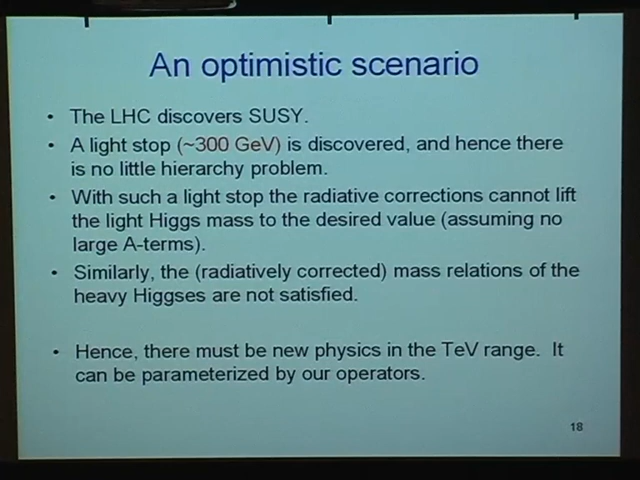 An optimistic scenario
• The LHC discovers SUSY.
• A light stop (~300 GeV) is discovered, and hence there
is no little hierarchy problem.
• With such a light stop the radiative corrections cannot lift
the light Higgs mass to the desired value (assuming no
large A-terms).
• Similarly, the (radiatively corrected) mass relations of the
heavy Higgses are not satisfied.
• Hence, there must be new physics in the TeV range. It
can be parameterized by our operators.
18